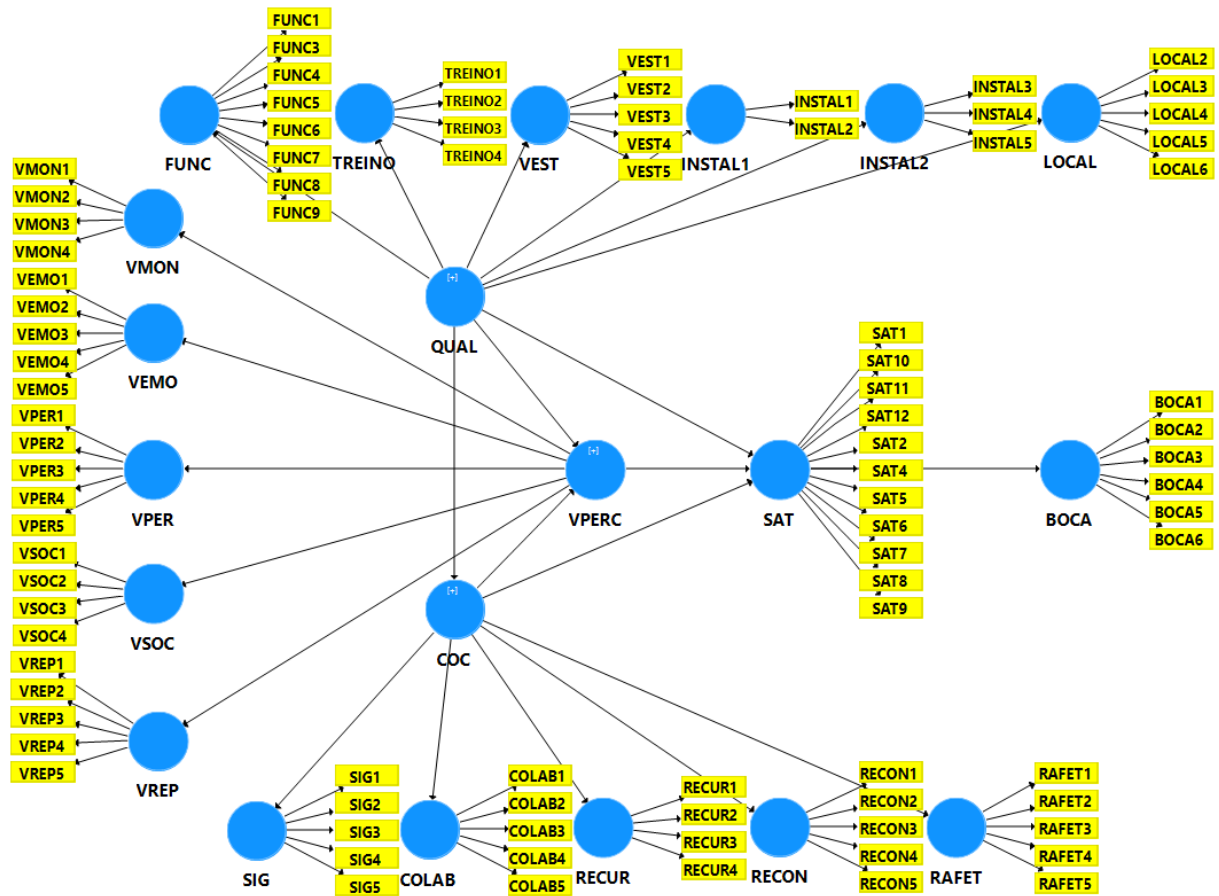 FUNC1
FUNC3
FUNC4
FUNC5
FUNC6
FUNC7
FUNC8
FUNC9
FUNC
TREINO1
TREINO2
TREINO3
TREINO4
TREINO
VEST1
VEST2
VEST3
VEST4
VEST5
VEST
INSTAL1
INSTAL2
INSTAL1
INSTAL3
INSTAL4
INSTAL5
INSTAL2
LOCAL2
LOCAL3
LOCAL4
LOCAL5
LOCAL6
LOCAL
VMON1
VMON2
VMON3
VMON4
VMON
VEMO1
VEMO2
VEMO3
VEMO4
VEMO5
VEMO
[+]
QUAL
VPER1
VPER2
VPER3
VPER4
VPER5
VPER
[+]
VPERC
SAT1
SAT10
SAT11
SAT12
SAT2
SAT4
SAT5
SAT6
SAT7
SAT8
SAT9
SAT
BOCA1
BOCA2
BOCA3
BOCA4
BOCA5
BOCA6
BOCA
VSOC1
VSOC2
VSOC3
VSOC4
VSOC
[+]
COC
VREP1
VREP2
VREP3
VREP4
VREP5
VREP
SIG1
SIG2
SIG3
SIG4
SIG5
SIG
COLAB1
COLAB2
COLAB3
COLAB4
COLAB5
COLAB
RECUR1
RECUR2
RECUR3
RECUR4
RECUR
RECON1
RECON2
RECON3
RECON4
RECON5
RECON
RAFET1
RAFET2
RAFET3
RAFET4
RAFET5
RAFET